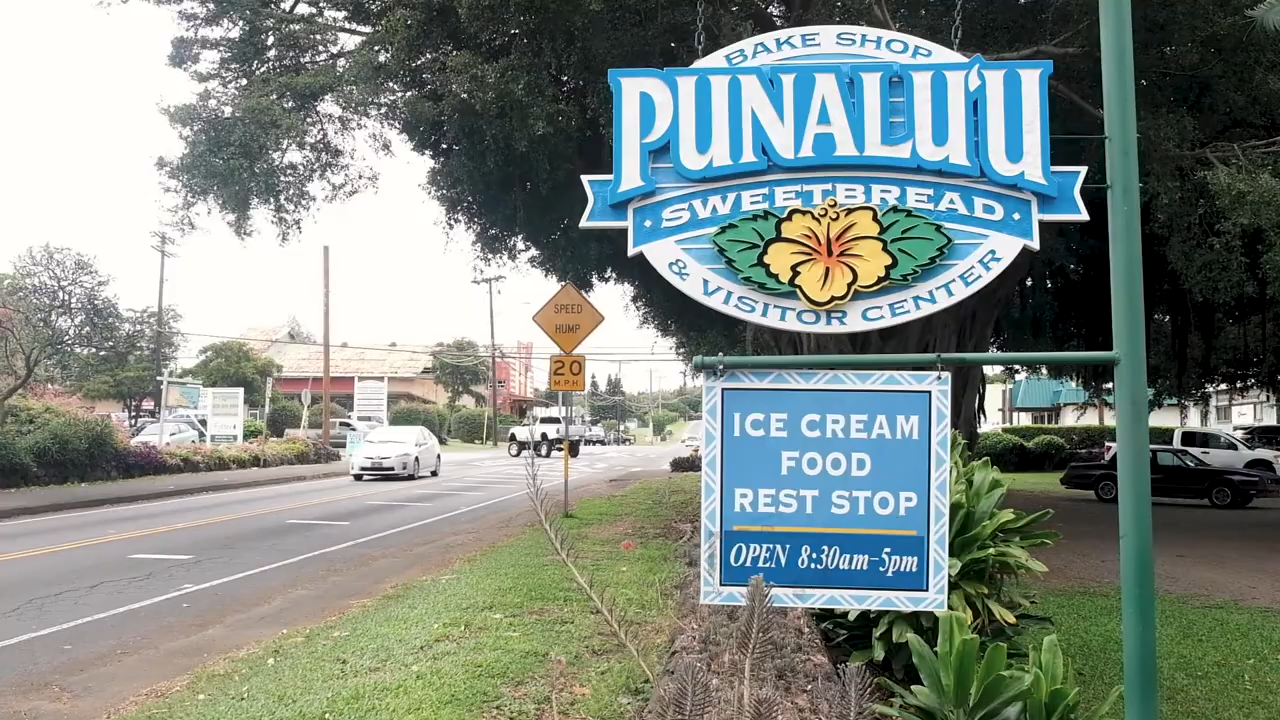 BAKE SHOP
PUNALU'U
· SWEETBREAD ·
& VISITOR CENTER
ICE CREAM
FOOD
REST STOP
OPEN 8:30am-5pm
SPEED
HUMP
20
M.P.H.